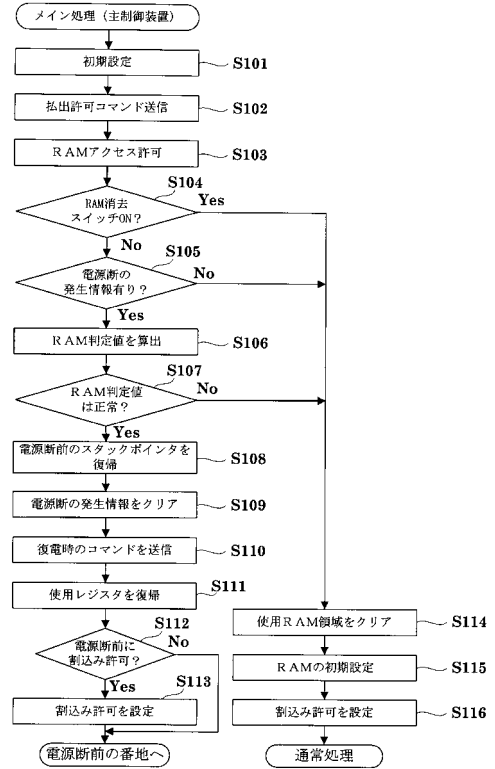 メイン処理（主制御装置）
初期設定
S101
払出許可コマンド送信
S102
RAMアクセス許可
S103
S104
RAM消去
スイッチON？
Yes
No
S105
電源断の
発生情報有り？
No
Yes
RAM判定値を算出
S106
S107
RAM判定値
は正常？
No
Yes
電源断前のスタックポインタを
復帰
S108
電源断の発生情報をクリア
S109
復電時のコマンドを送信
S110
S111
使用レジスタを復帰
S112
電源断前に
割込み許可？
No
Yes
S113
割込み許可を設定
電源断前の番地へ
使用RAM領域をクリア
S114
RAMの初期設定
S115
割込み許可を設定
S116
通常処理